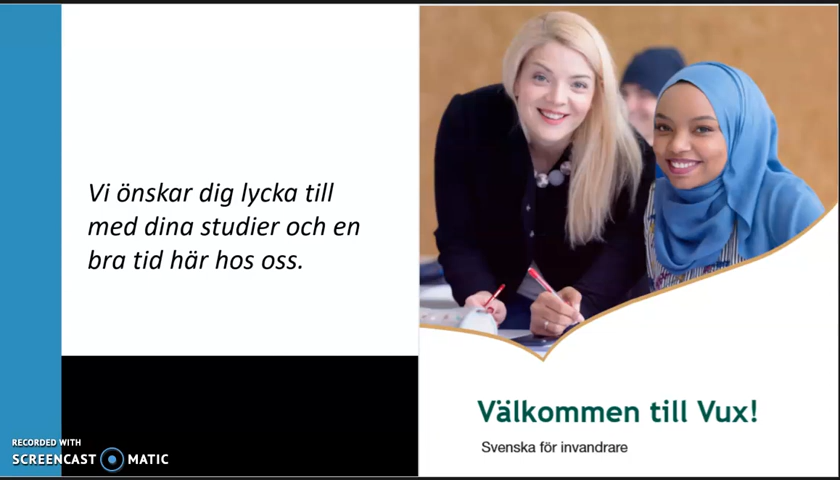 Vi önskar dig lycka till
med dina studier och en
bra tid här hos oss.
Välkommen till Vux!
Svenska för invandrare
RECORDED WITH
SCREENCAST MATIC